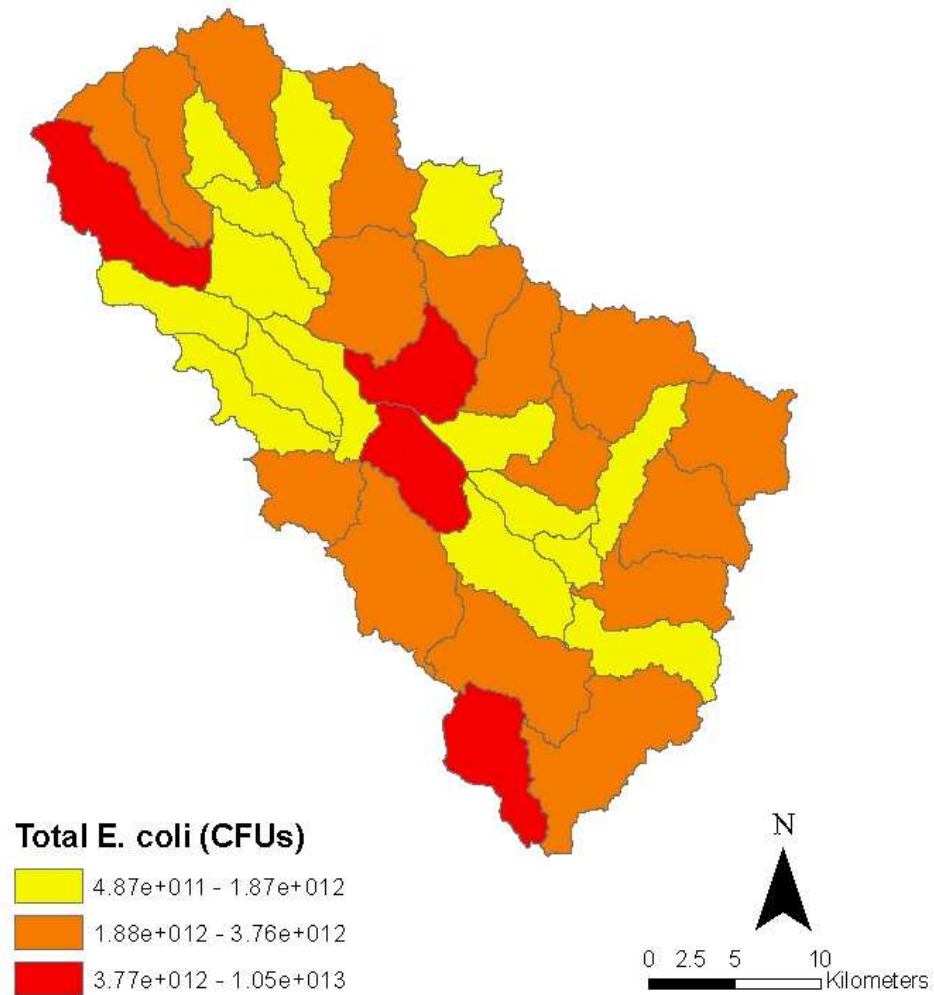 Total E. coli (CFUs)
4.87e+011 - 1.87e+012
1.88e+012 - 3.76e+012
3.77e+012 - 1.05e+013
N
0 2.5 5 10
Kilometers